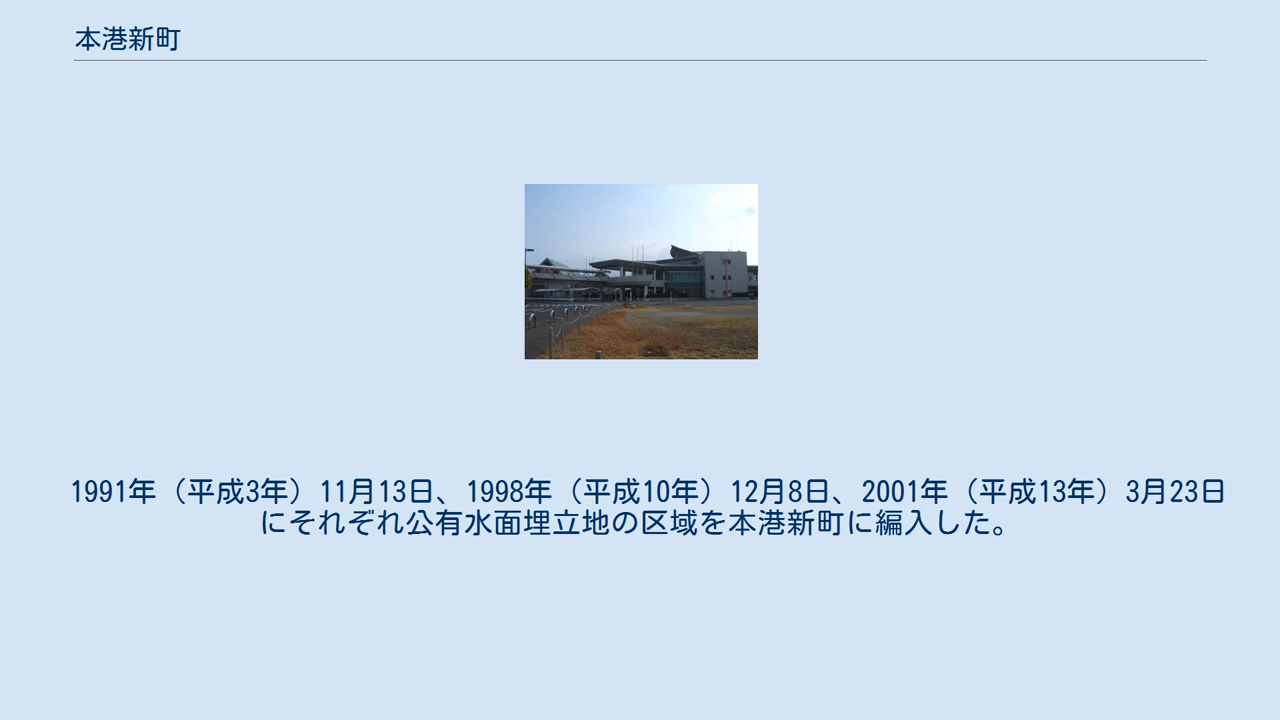 本港新町
1991年（平成3年）11月13日、1998年（平成10年）12月8日、2001年（平成13年）3月23日
にそれぞれ公有水面埋立地の区域を本港新町に編入した。